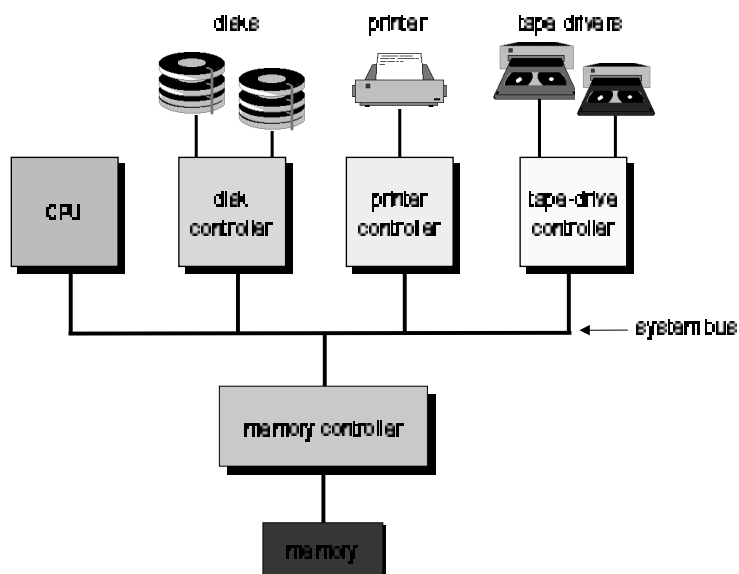 disks
printer
tape drivers
CPU
disk
controller
printer
controller
tape-drive
controller
system bus
memory controller
memory